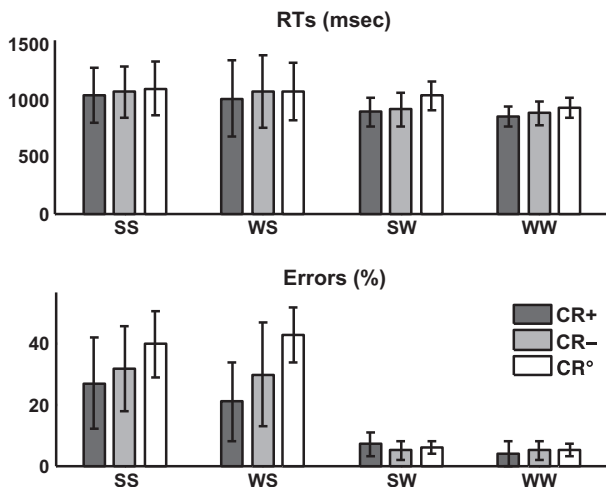 RTs (msec)
1500
1000
500
0
SS WS SW WW
Errors (%)
CR+
CR–
CR°
40
20
0
SS WS SW WW